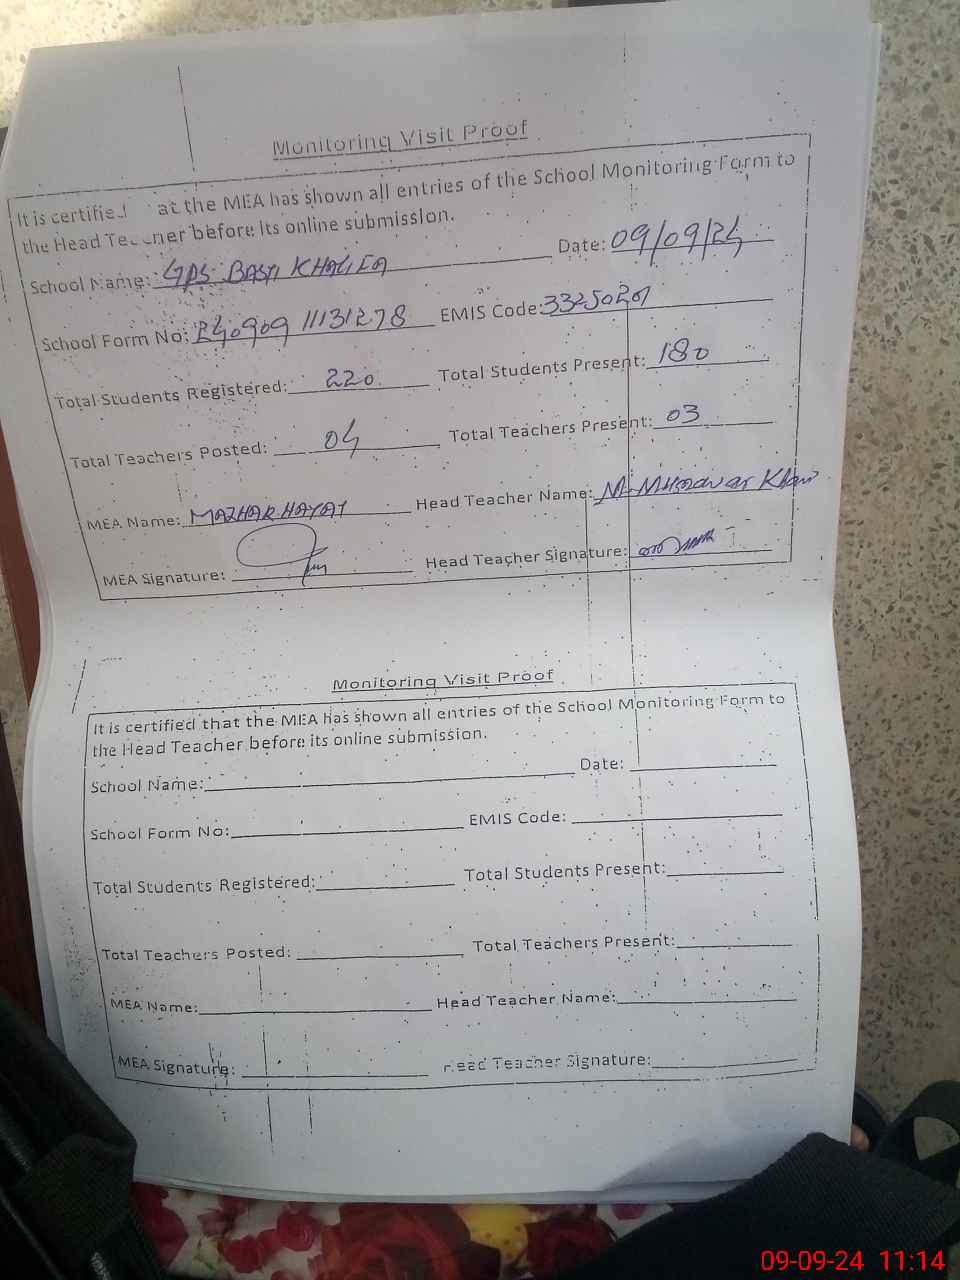 Monitoring Visit Proof
It is certified at the MEA has shown all entries of the School Monitoring Form to
the Head Teacher before its online submission.
School Name: GPS BASTI KHALIFA Date: 09/09/24
School Form No: 240909 11131278 EMIS Code:
Total Students Registered: 220 Total Students Present: 180
Total Teachers Posted: 04 Total Teachers Present: 03
MEA Name: MAZHAR HAYAT Head Teacher Name: M. Munawar Khan
MEA Signature: Head Teacher Signature:
Monitoring Visit Proof
It is certified that the MEA has shown all entries of the School Monitoring Form to
the Head Teacher before its online submission.
School Name: Date:
School Form No: EMIS Code:
Total Students Registered: Total Students Present:
Total Teachers Posted: Total Teachers Present:
MEA Name: Head Teacher Name:
MEA Signature: Head Teacher Signature:
09-09-24 11:14